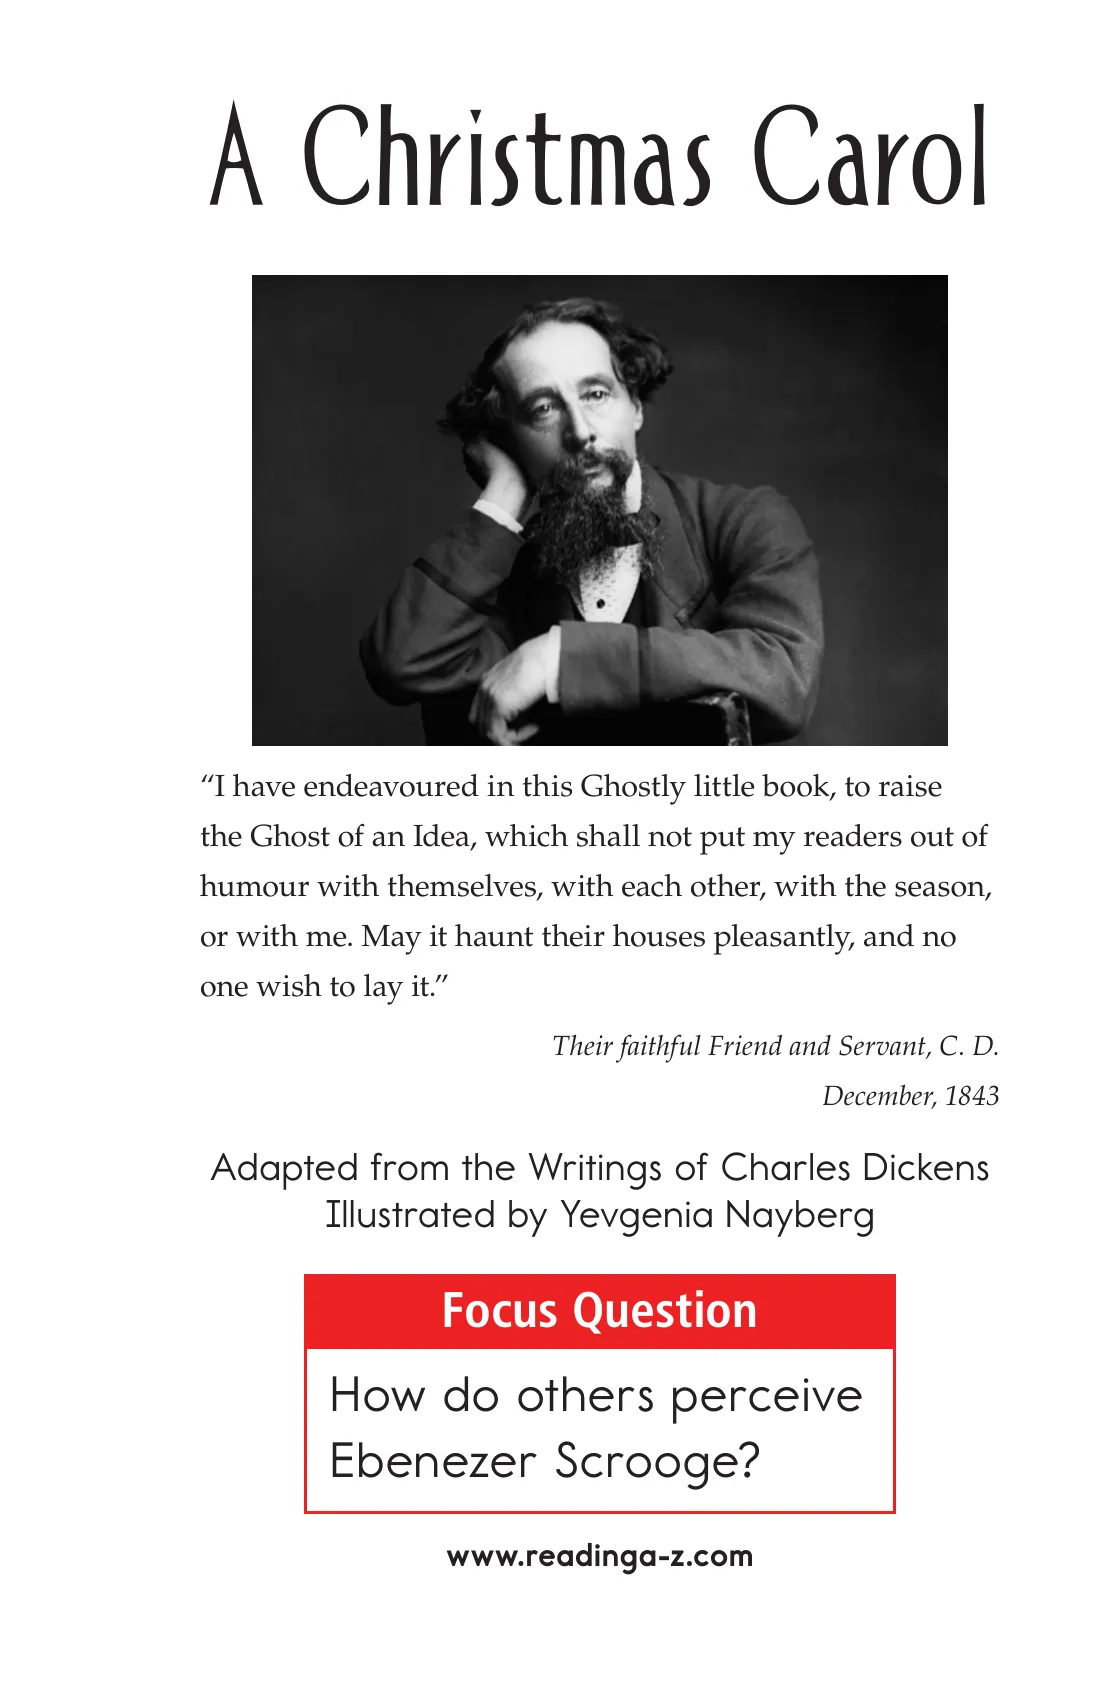 A Christmas Carol
“I have endeavoured in this Ghostly little book, to raise
the Ghost of an Idea, which shall not put my readers out of
humour with themselves, with each other, with the season,
or with me. May it haunt their houses pleasantly, and no
one wish to lay it.”
Their faithful Friend and Servant, C. D.
December, 1843
Adapted from the Writings of Charles Dickens
Illustrated by Yevgenia Nayberg
Focus Question
How do others perceive
Ebenezer Scrooge?
www.readinga-z.com